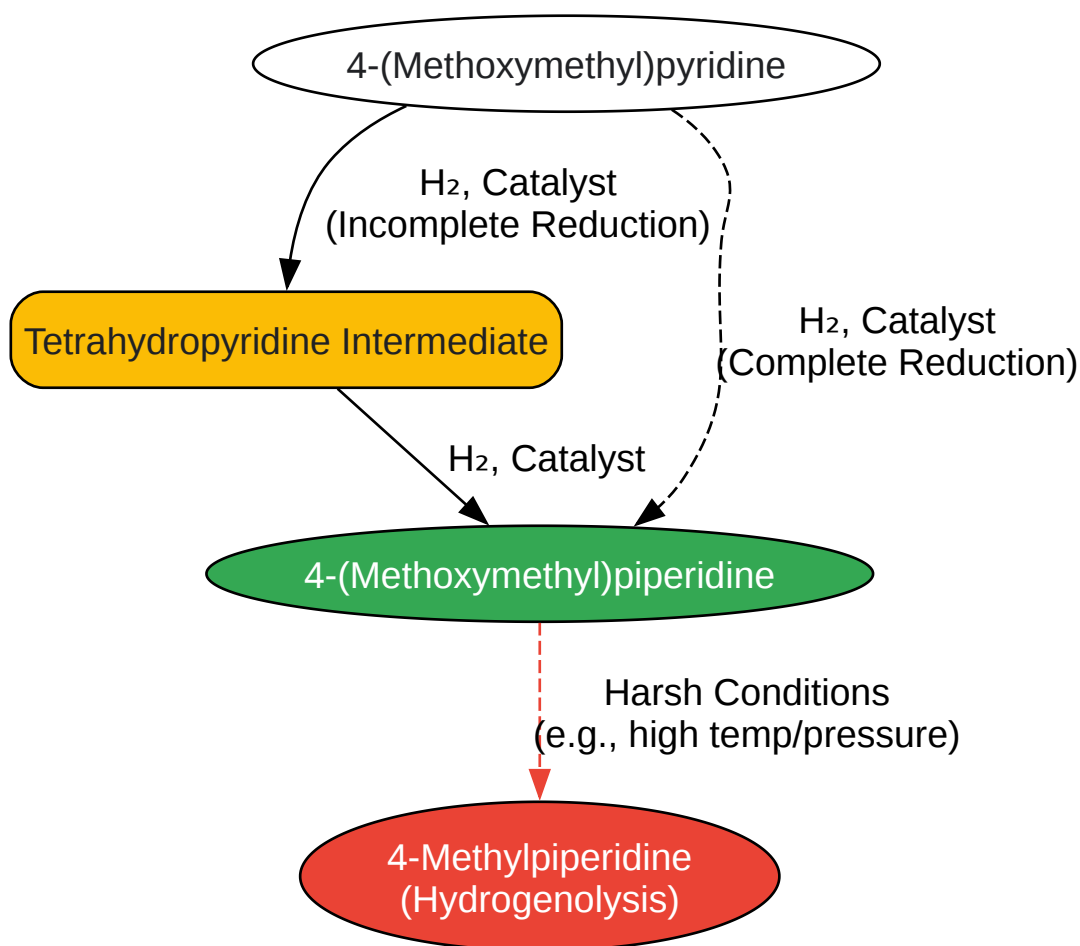 4-(Methoxymethyl)pyridine
H₂, Catalyst
(Incomplete Reduction)
H₂, Catalyst
(Complete Reduction)
Tetrahydropyridine Intermediate
H₂, Catalyst
4-(Methoxymethyl)piperidine
Harsh Conditions
(e.g., high temp/pressure)
4-Methylpiperidine
(Hydrogenolysis)